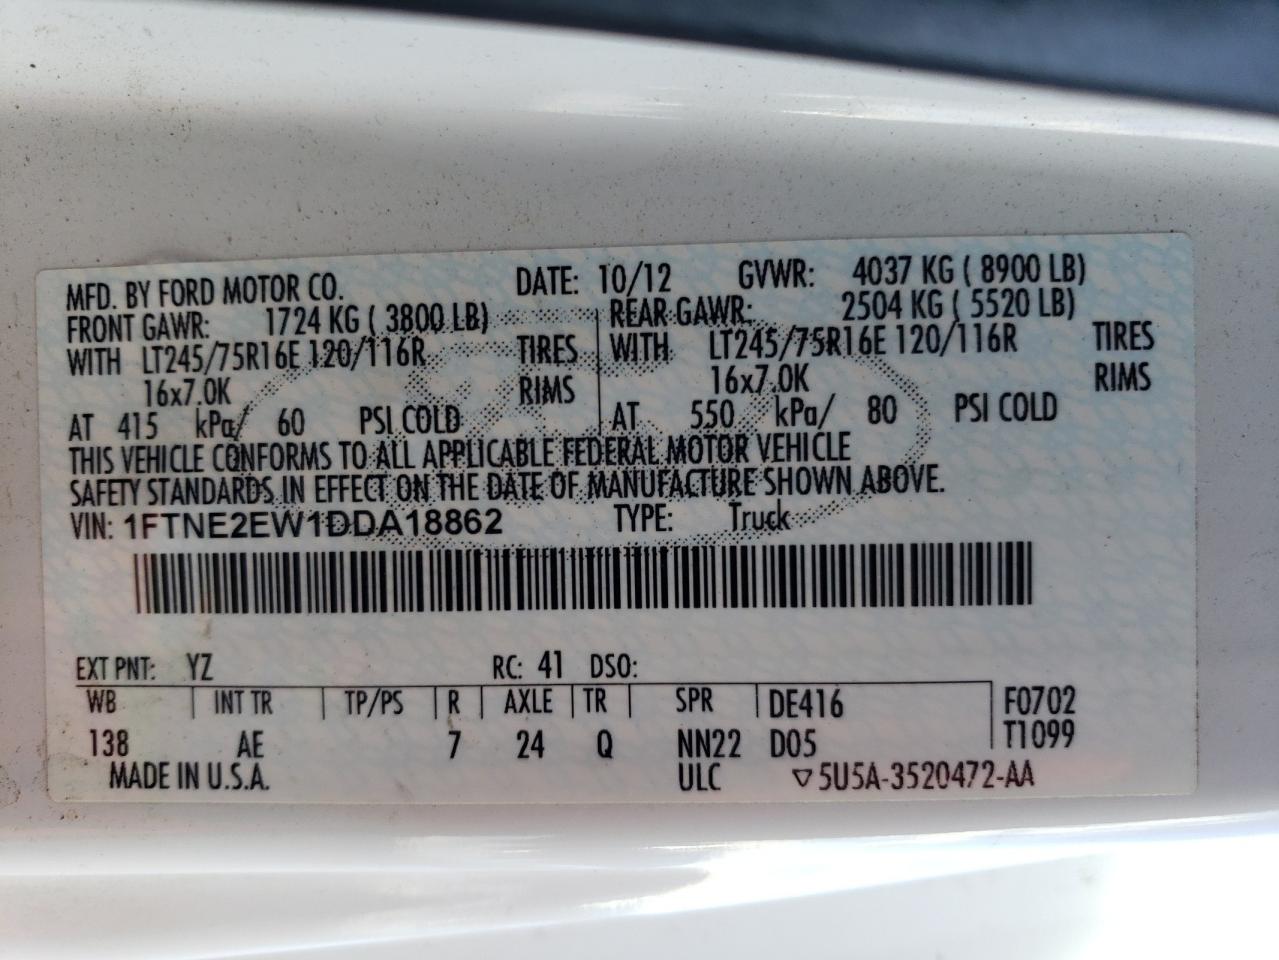 MFD. BY FORD MOTOR CO. DATE: 10/12 GVWR: 4037 KG ( 8900 LB)
FRONT GAWR: 1724 KG ( 3800 LB) REAR GAWR: 2504 KG ( 5520 LB)
WITH LT245/75R16E 120/116R TIRES WITH LT245/75R16E 120/116R TIRES
16x7.0K RIMS 16x7.0K RIMS
AT 415 kPa/ 60 PSI COLD AT 550 kPa/ 80 PSI COLD
THIS VEHICLE CONFORMS TO ALL APPLICABLE FEDERAL MOTOR VEHICLE
SAFETY STANDARDS IN EFFECT ON THE DATE OF MANUFACTURE SHOWN ABOVE.
VIN: 1FTNE2EW1DDA18862 TYPE: Truck
EXT PNT: YZ RC: 41 DSO:
WB INT TR TP/PS R AXLE TR SPR DE416 F0702
138 AE 7 24 Q NN22 D05 T1099
MADE IN U.S.A. ULC ▽5U5A-3520472-AA